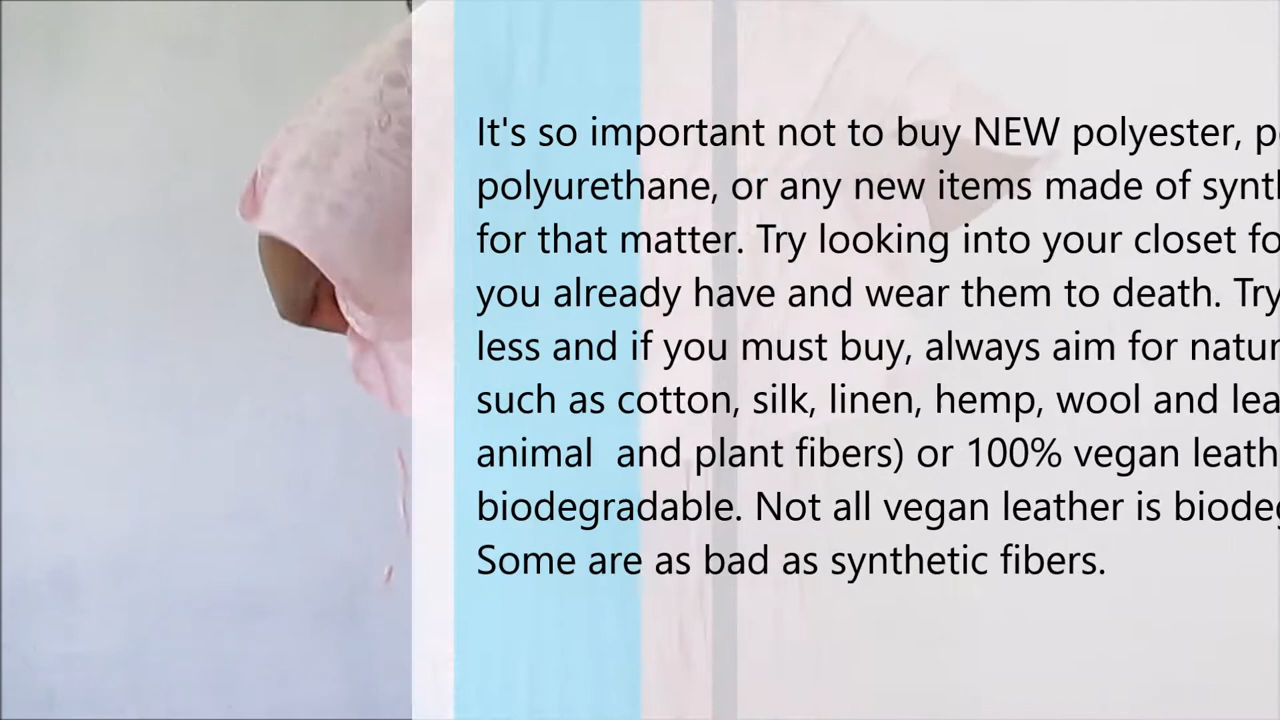 It's so important not to buy NEW polyester,
polyurethane, or any new items made of
for that matter. Try looking into your closet
you already have and wear them to death. Try
less and if you must buy, always aim for
such as cotton, silk, linen, hemp, wool and
animal and plant fibers) or 100% vegan
biodegradable. Not all vegan leather is
Some are as bad as synthetic fibers.